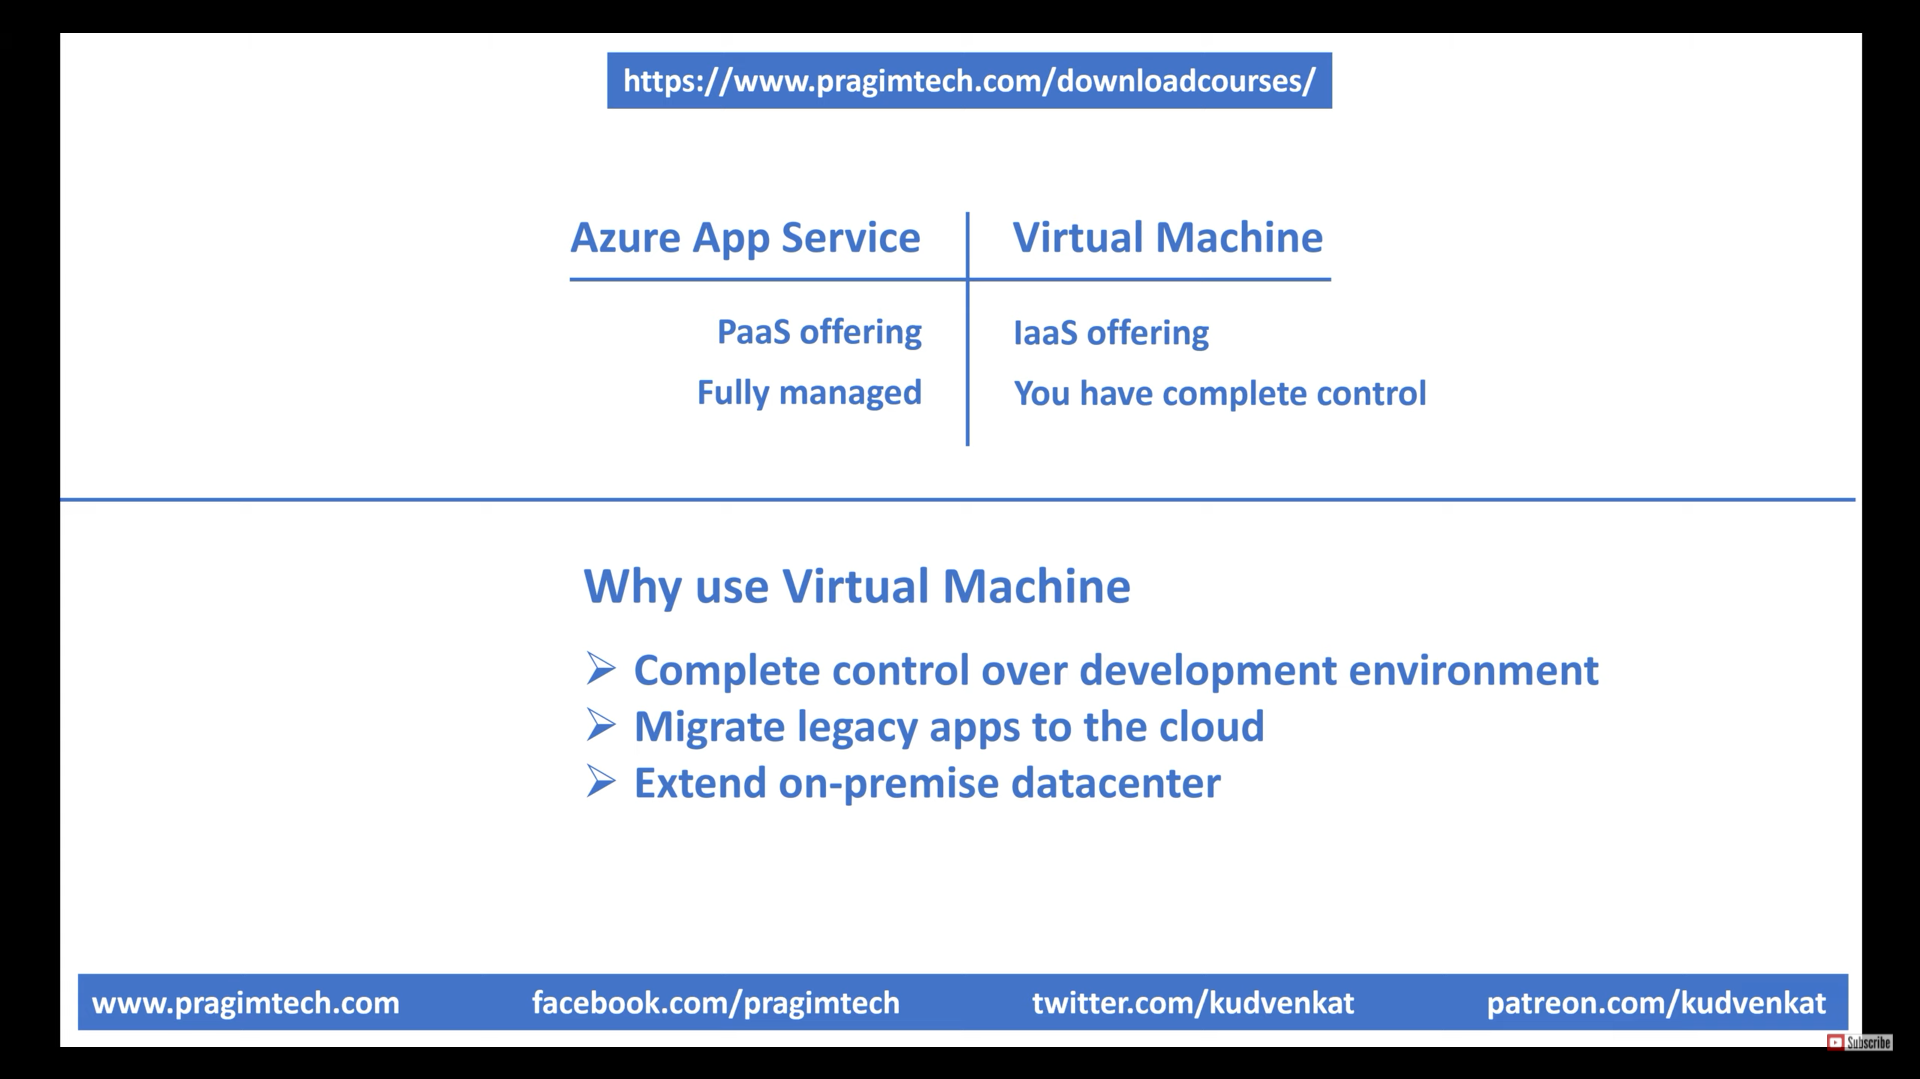 https://www.pragimtech.com/downloadcourses/
Azure App Service
Virtual Machine
PaaS offering
IaaS offering
Fully managed
You have complete control
Why use Virtual Machine
Complete control over development environment
Migrate legacy apps to the cloud
Extend on-premise datacenter
www.pragimtech.com
facebook.com/pragimtech
twitter.com/kudvenkat
patreon.com/kudvenkat
Subscribe